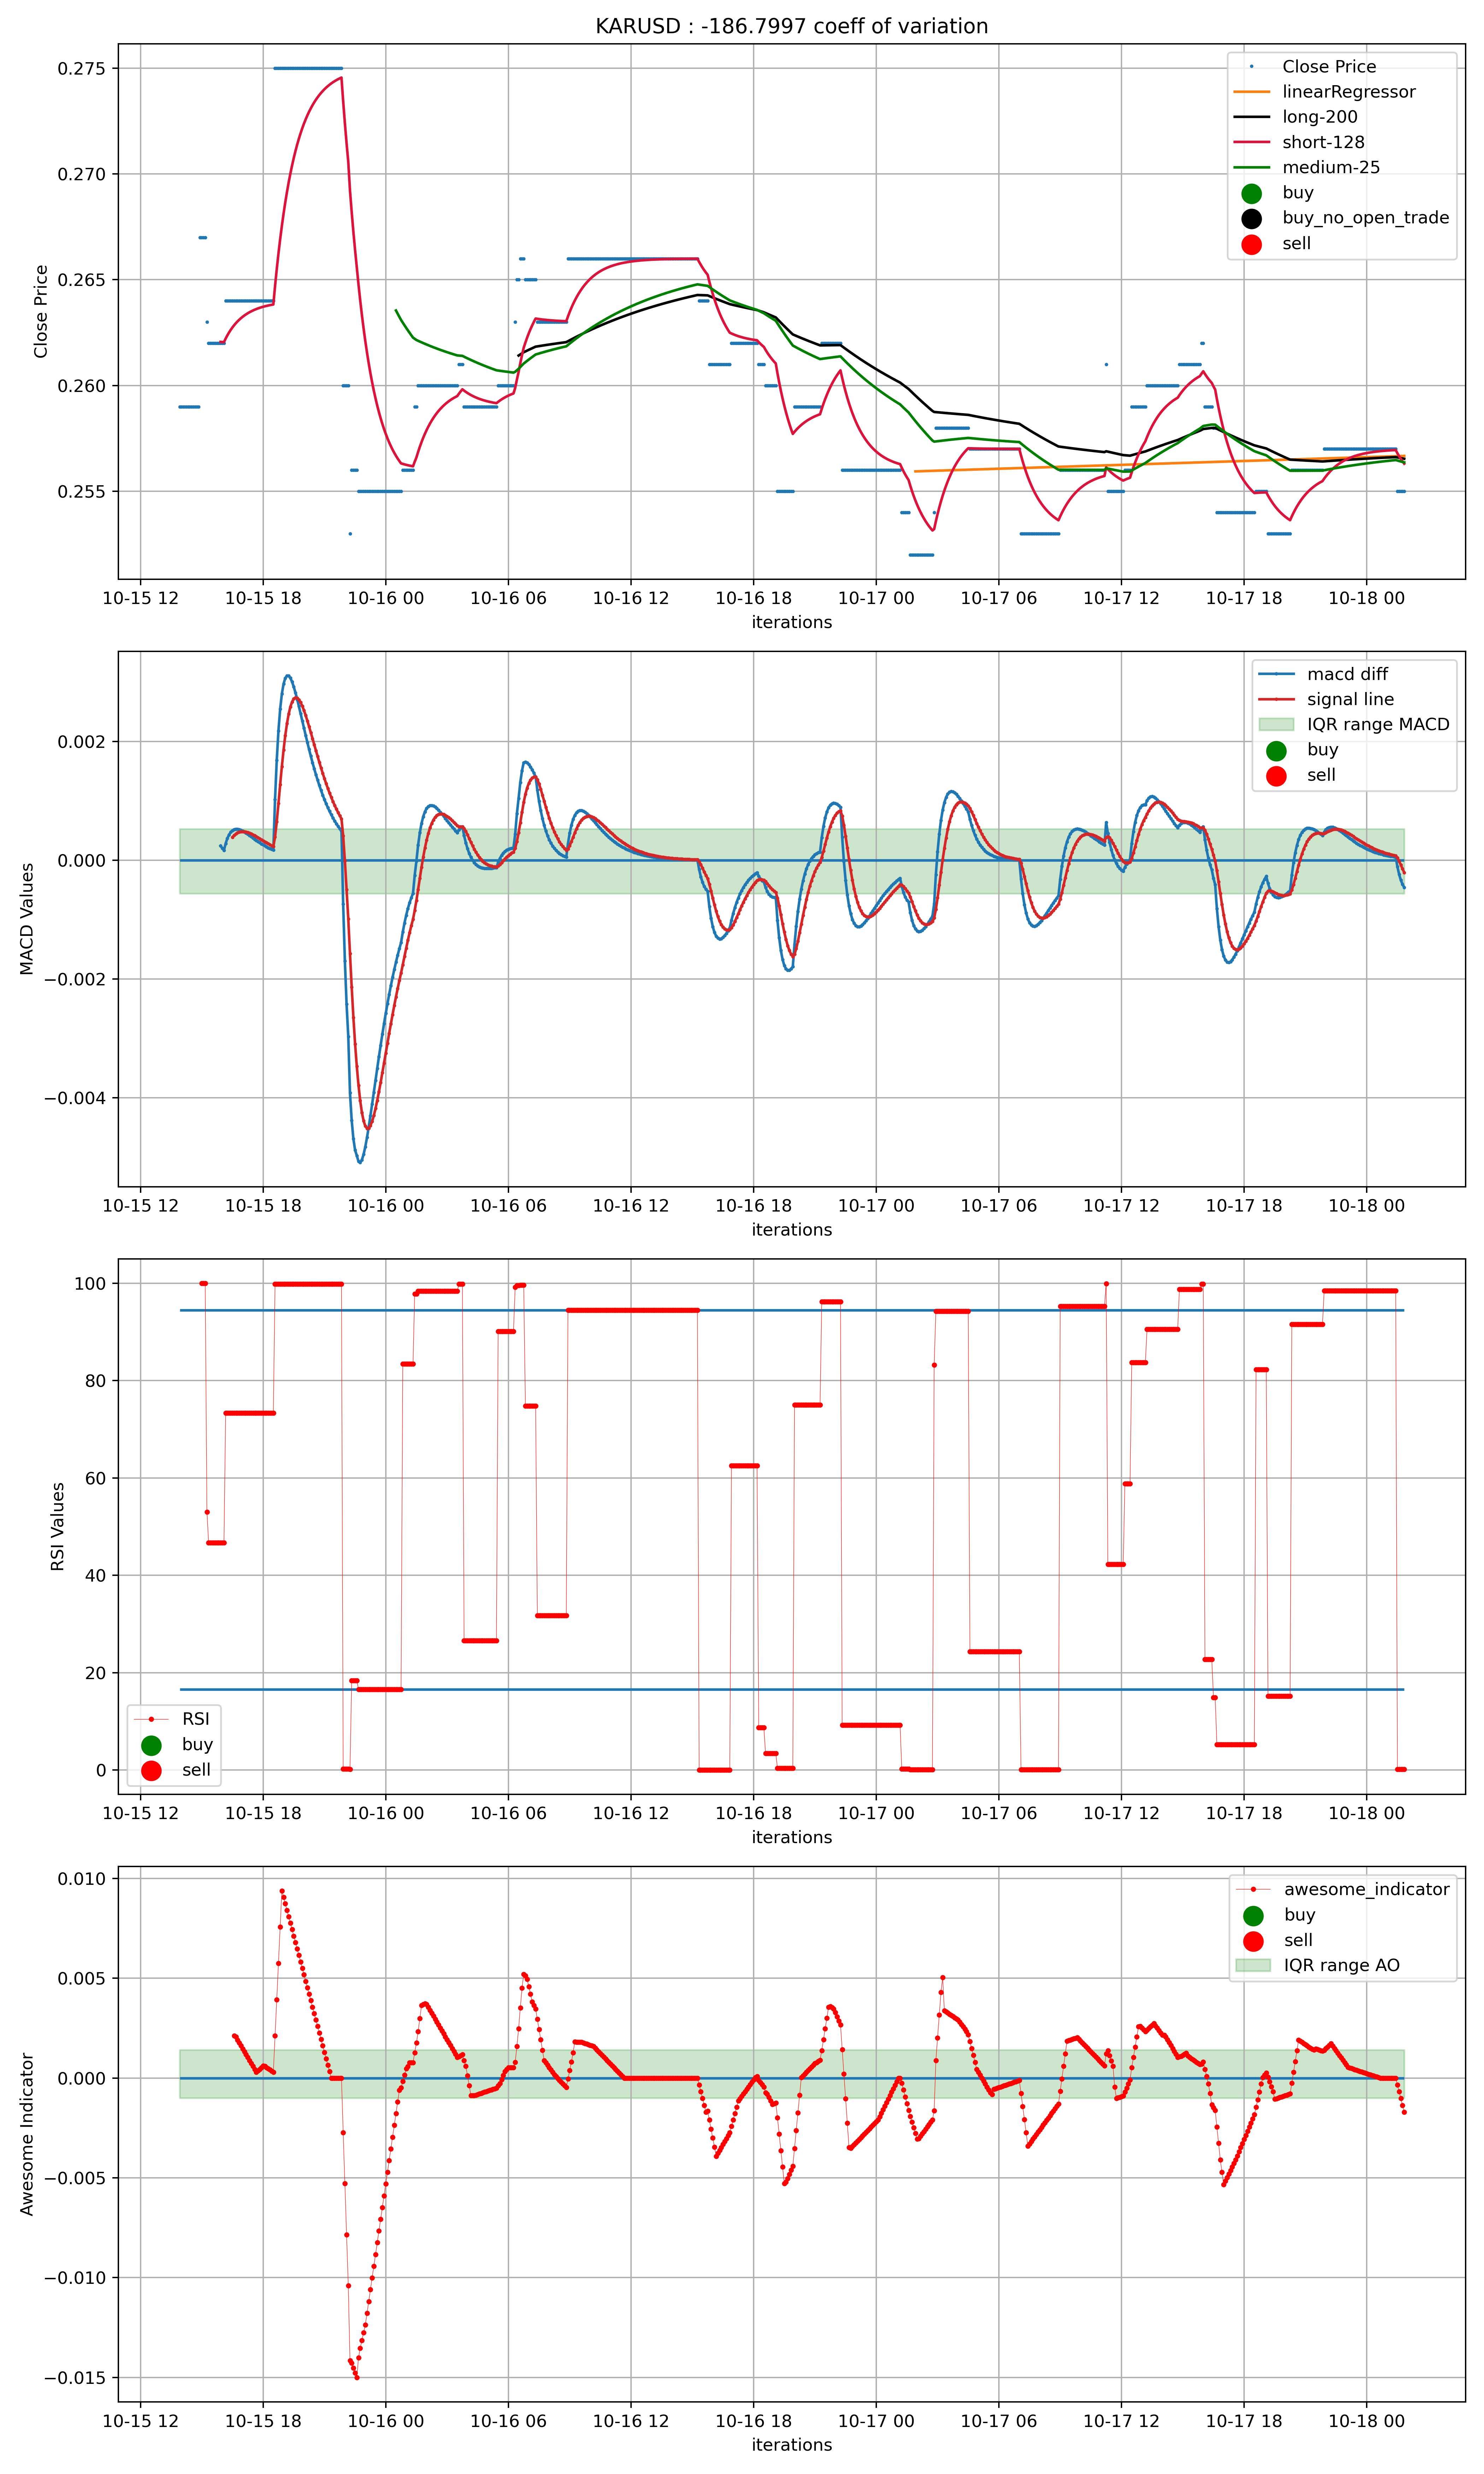 KARUSD : -186.7997 coeff of variation
Close Price
0.275
0.270
0.265
0.260
0.255
Close Price
linearRegressor
long-200
short-128
medium-25
buy
buy_no_open_trade
sell
10-15 12 10-15 18 10-16 00 10-16 06 10-16 12 10-16 18 10-17 00 10-17 06 10-17 12 10-17 18 10-18 00
iterations
MACD Values
0.002
0.000
−0.002
−0.004
macd diff
signal line
IQR range MACD
buy
sell
10-15 12 10-15 18 10-16 00 10-16 06 10-16 12 10-16 18 10-17 00 10-17 06 10-17 12 10-17 18 10-18 00
iterations
RSI Values
100
80
60
40
20
0
RSI
buy
sell
10-15 12 10-15 18 10-16 00 10-16 06 10-16 12 10-16 18 10-17 00 10-17 06 10-17 12 10-17 18 10-18 00
iterations
Awesome Indicator
0.010
0.005
0.000
−0.005
−0.010
−0.015
awesome_indicator
buy
sell
IQR range AO
10-15 12 10-15 18 10-16 00 10-16 06 10-16 12 10-16 18 10-17 00 10-17 06 10-17 12 10-17 18 10-18 00
iterations